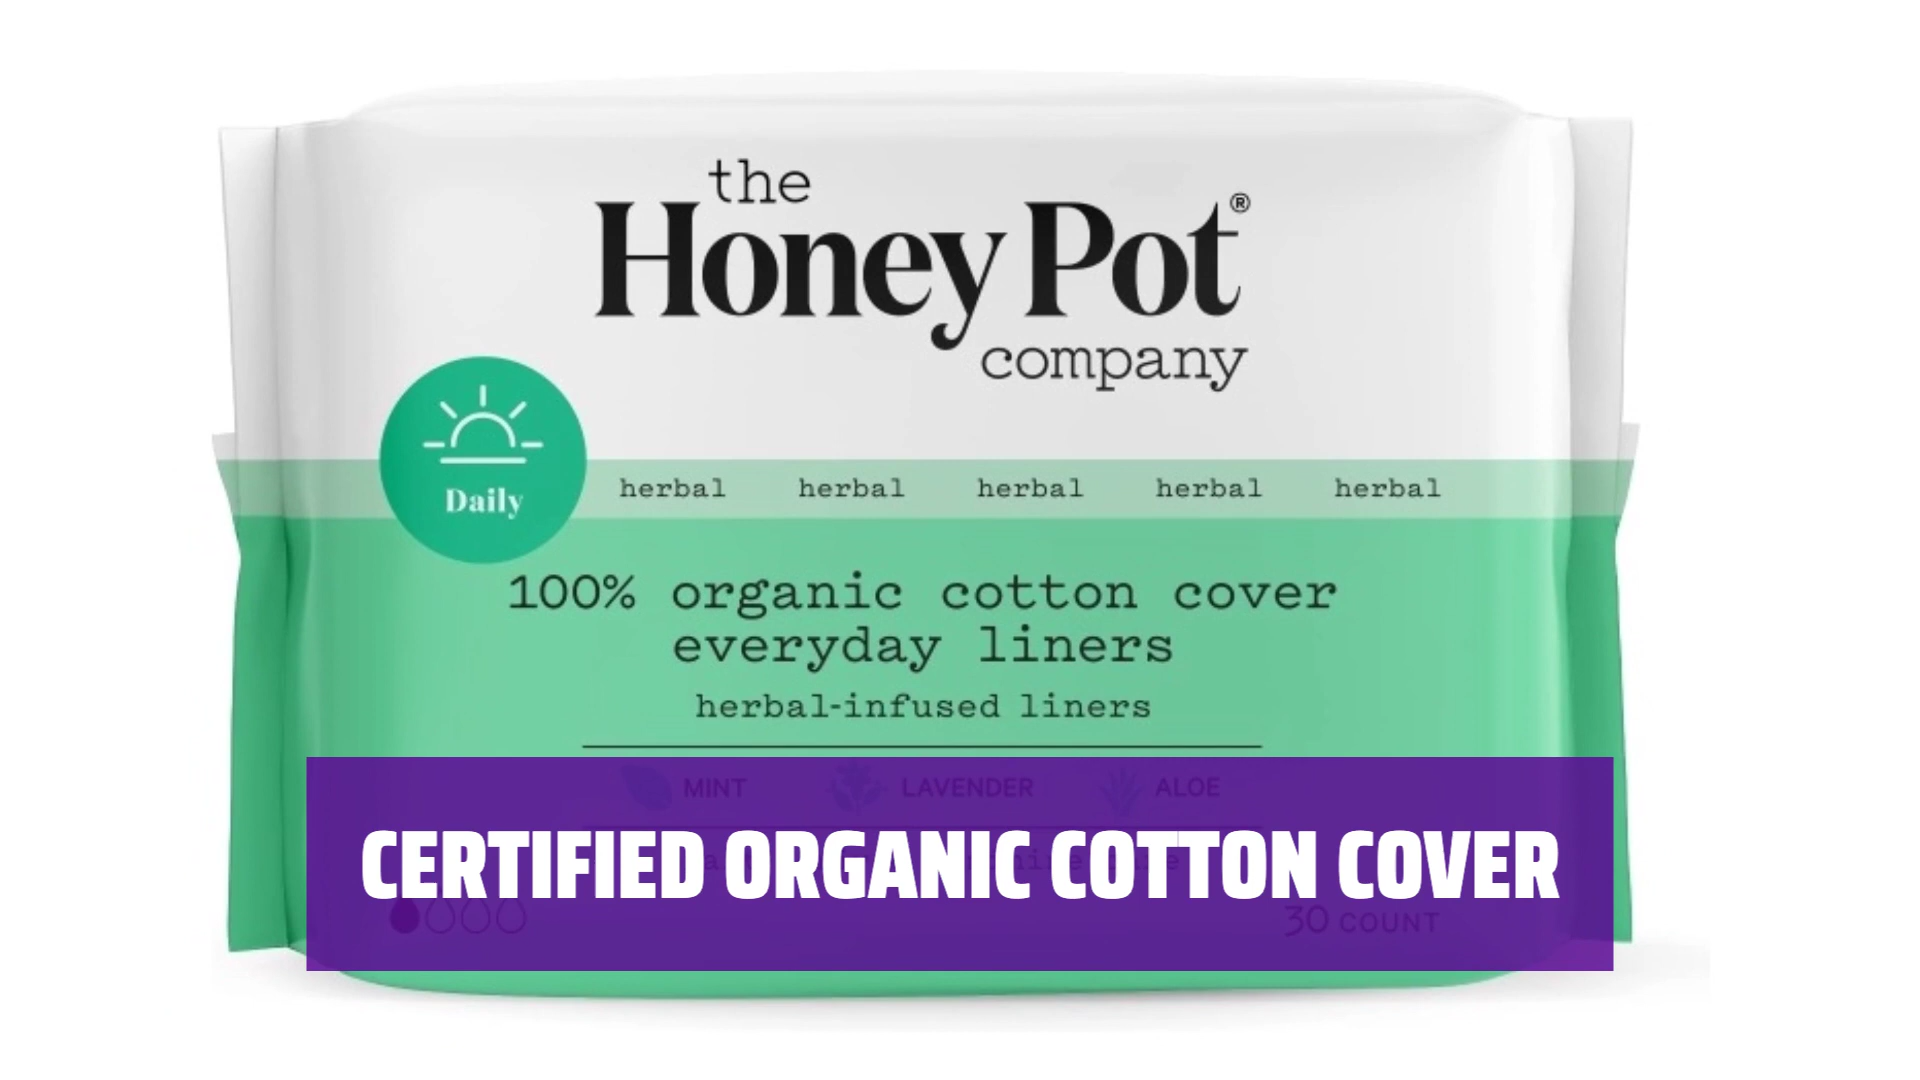 the
Honey Pot®
company
Daily
herbal herbal herbal herbal herbal
100% organic cotton cover
everyday liners
herbal-infused liners
MINT LAVENDER ALOE
CERTIFIED ORGANIC COTTON COVER
30 COUNT